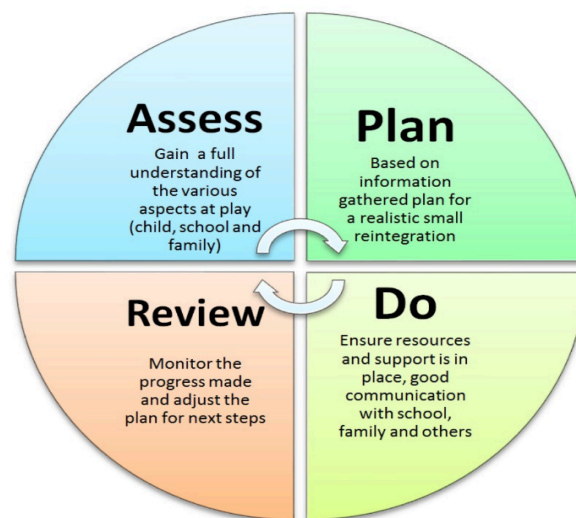 Assess
Gain a full
understanding of
the various
aspects at play
(child, school and
family)
Plan
Based on
information
gathered plan for
a realistic small
reintegration
Review
Monitor the
progress made
and adjust the
plan for next steps
Do
Ensure resources
and support is in
place, good
communication
with school,
family and others